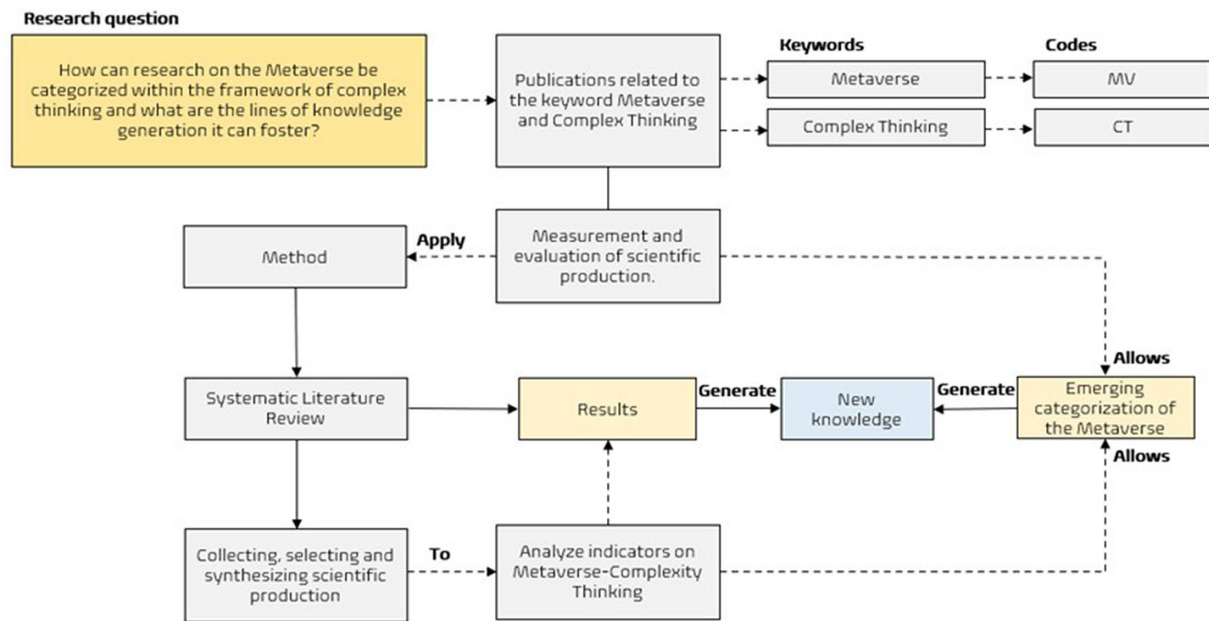 Research question
How can research on the Metaverse be
categorized within the framework of complex
thinking and what are the lines of knowledge
generation it can foster?
Publications related to
the keyword Metaverse
and Complex Thinking
Keywords
Codes
Metaverse
MV
Complex Thinking
CT
Method
Apply
Measurement and
evaluation of scientific
production.
Allows
Systematic Literature
Review
Results
Generate
New
knowledge
Generate
Emerging
categorization of
the Metaverse
Allows
Collecting, selecting and
synthesizing scientific
production
To
Analyze indicators on
Metaverse-Complexity
Thinking